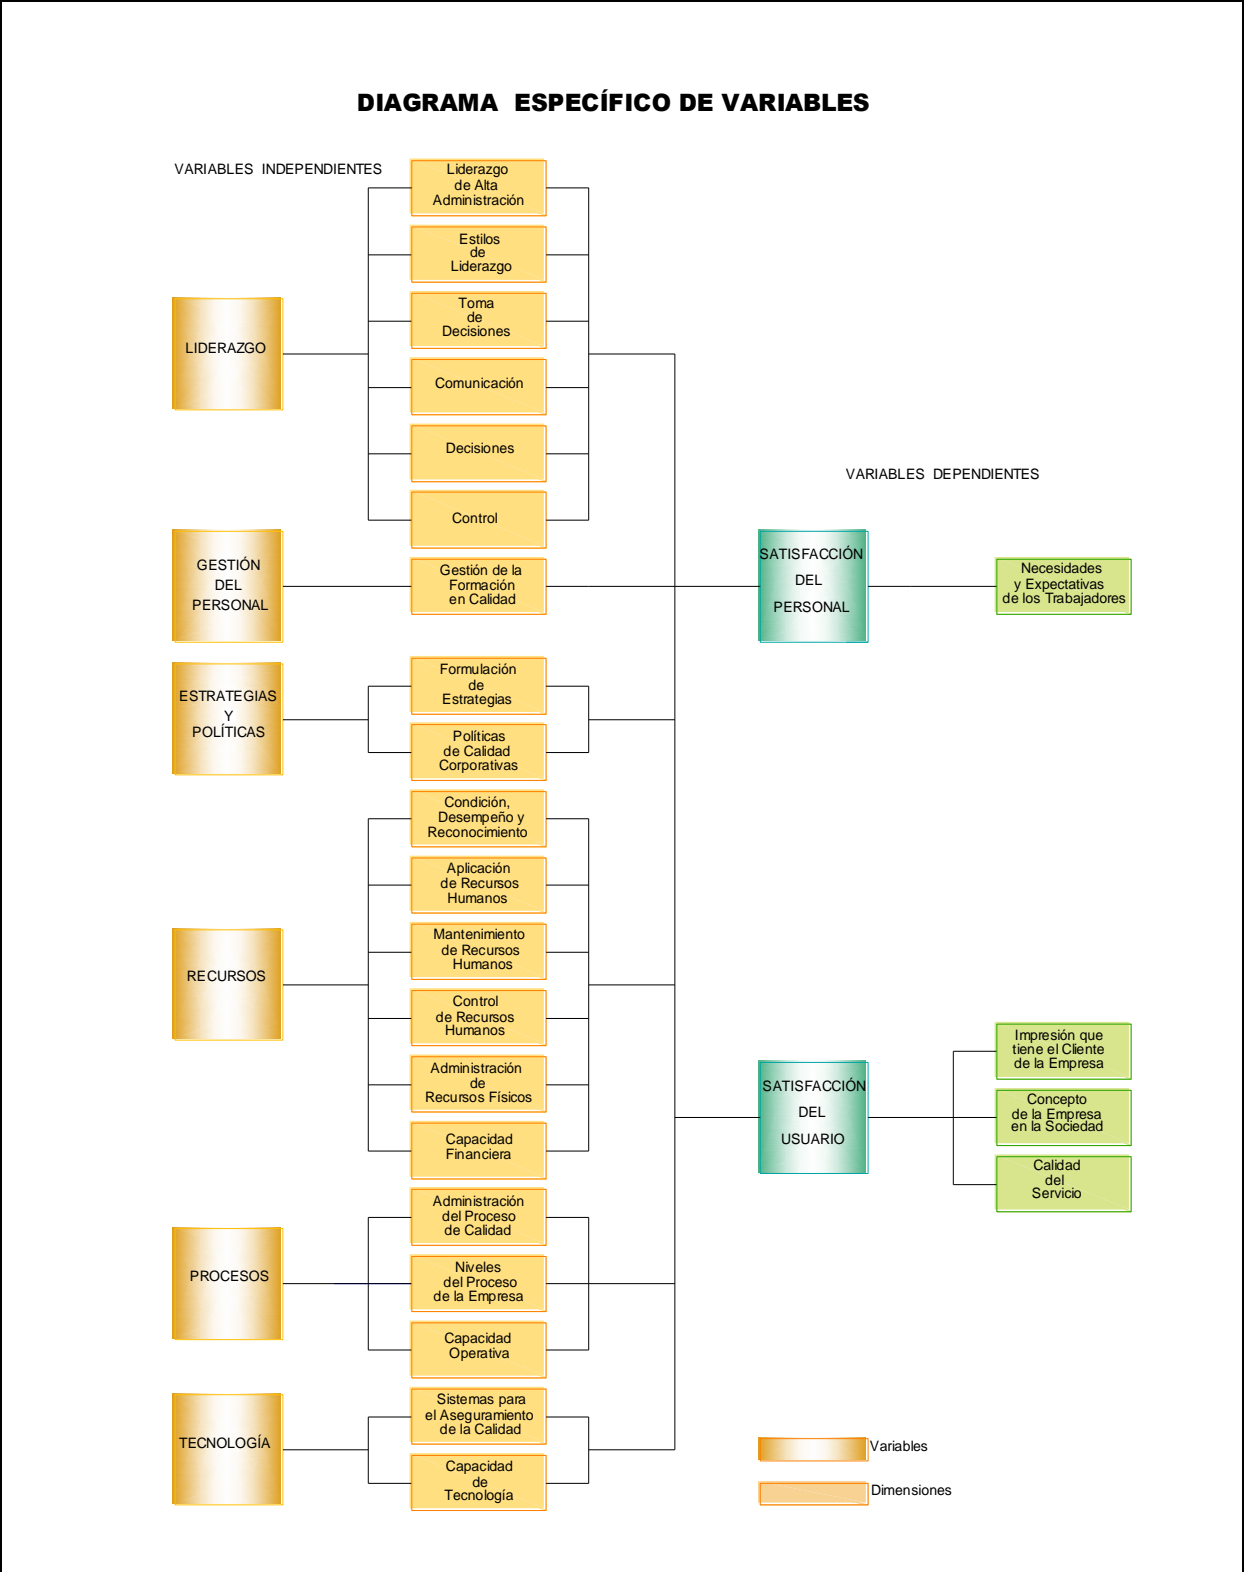 DIAGRAMA ESPECÍFICO DE VARIABLES
VARIABLES INDEPENDIENTES
LIDERAZGO
Liderazgo
de Alta
Administración
Estilos
de
Liderazgo
Toma
de
Decisiones
Comunicación
Decisiones
Control
GESTIÓN
DEL
PERSONAL
Gestión de la
Formación
en Calidad
ESTRATEGIAS
Y
POLÍTICAS
Formulación
de
Estrategias
Políticas
de Calidad
Corporativas
RECURSOS
Condición,
Desempeño y
Reconocimiento
Aplicación
de Recursos
Humanos
Mantenimiento
de Recursos
Humanos
Control
de Recursos
Humanos
Administración
de
Recursos Físicos
Capacidad
Financiera
PROCESOS
Administración
del Proceso
de Calidad
Niveles
del Proceso
de la Empresa
Capacidad
Operativa
TECNOLOGÍA
Sistemas para
el Aseguramiento
de la Calidad
Capacidad
de
Tecnología
VARIABLES DEPENDIENTES
SATISFACCIÓN
DEL
PERSONAL
Necesidades
y Expectativas
de los Trabajadores
SATISFACCIÓN
DEL
USUARIO
Impresión que
tiene el Cliente
de la Empresa
Concepto
de la Empresa
en la Sociedad
Calidad
del
Servicio
Variables
Dimensiones